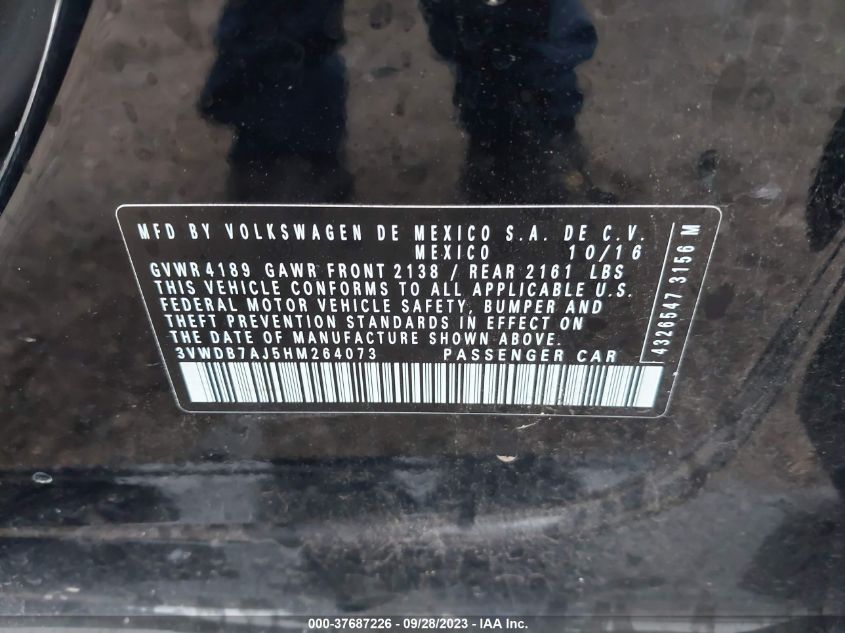 MFD BY VOLKSWAGEN DE MEXICO S.A. DE C.V.
MEXICO 10/16
GVWR 4189 GAWR FRONT 2138 / REAR 2161 LBS
THIS VEHICLE CONFORMS TO ALL APPLICABLE U.S.
FEDERAL MOTOR VEHICLE SAFETY, BUMPER AND
THEFT PREVENTION STANDARDS IN EFFECT ON
THE DATE OF MANUFACTURE SHOWN ABOVE.
3VWDB7AJ5HM264073 PASSENGER CAR
4326547 3156 M
000-37687226 - 09/28/2023 - IAA Inc.